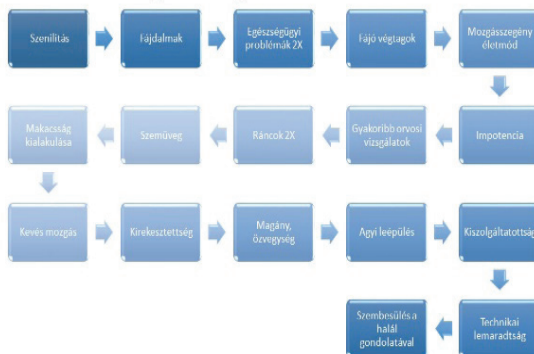 Szenilitás
Fájdalmak
Egészségügyi
problémák 2X
Fájó végtagok
Mozgásszegény
életmód
Impotencia
Gyakoribb orvosi
vizsgálatok
Ráncok 2X
Szemüveg
Makacsság
kialakulása
Kevés mozgás
Kirekesztettség
Magány,
özvegység
Agyi leépülés
Kiszolgáltatottság
Technikai
lemaradtság
Szembesülés a
halál
gondolatával